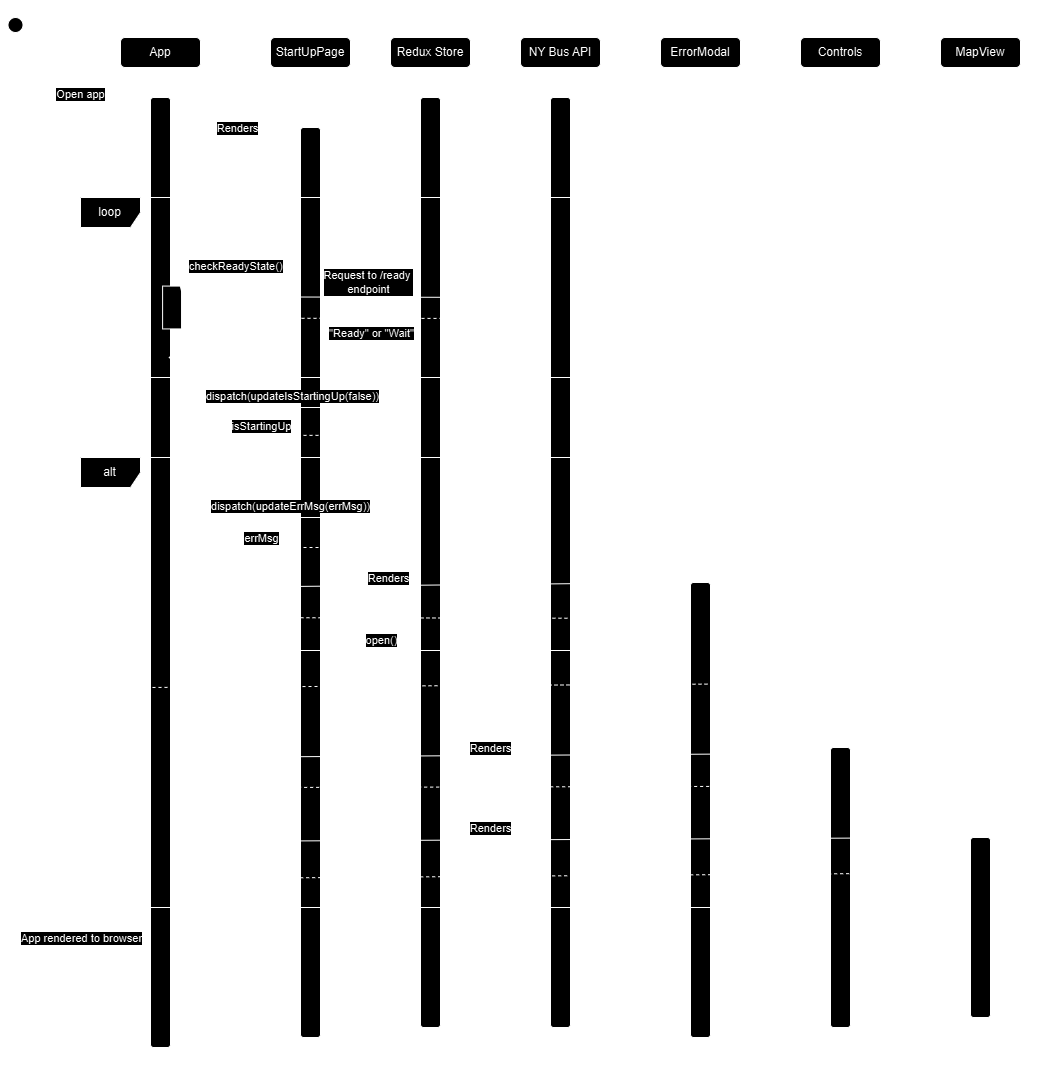 App
StartUpPage
Redux Store
NY Bus API
ErrorModal
Controls
MapView
Open app
Renders
loop
checkReadyState()
Request to /ready
endpoint
"Ready" or "Wait"
dispatch(updateIsStartingUp(false))
isStartingUp
alt
dispatch(updateErrMsg(errMsg))
errMsg
Renders
open()
Renders
Renders
App rendered to browser